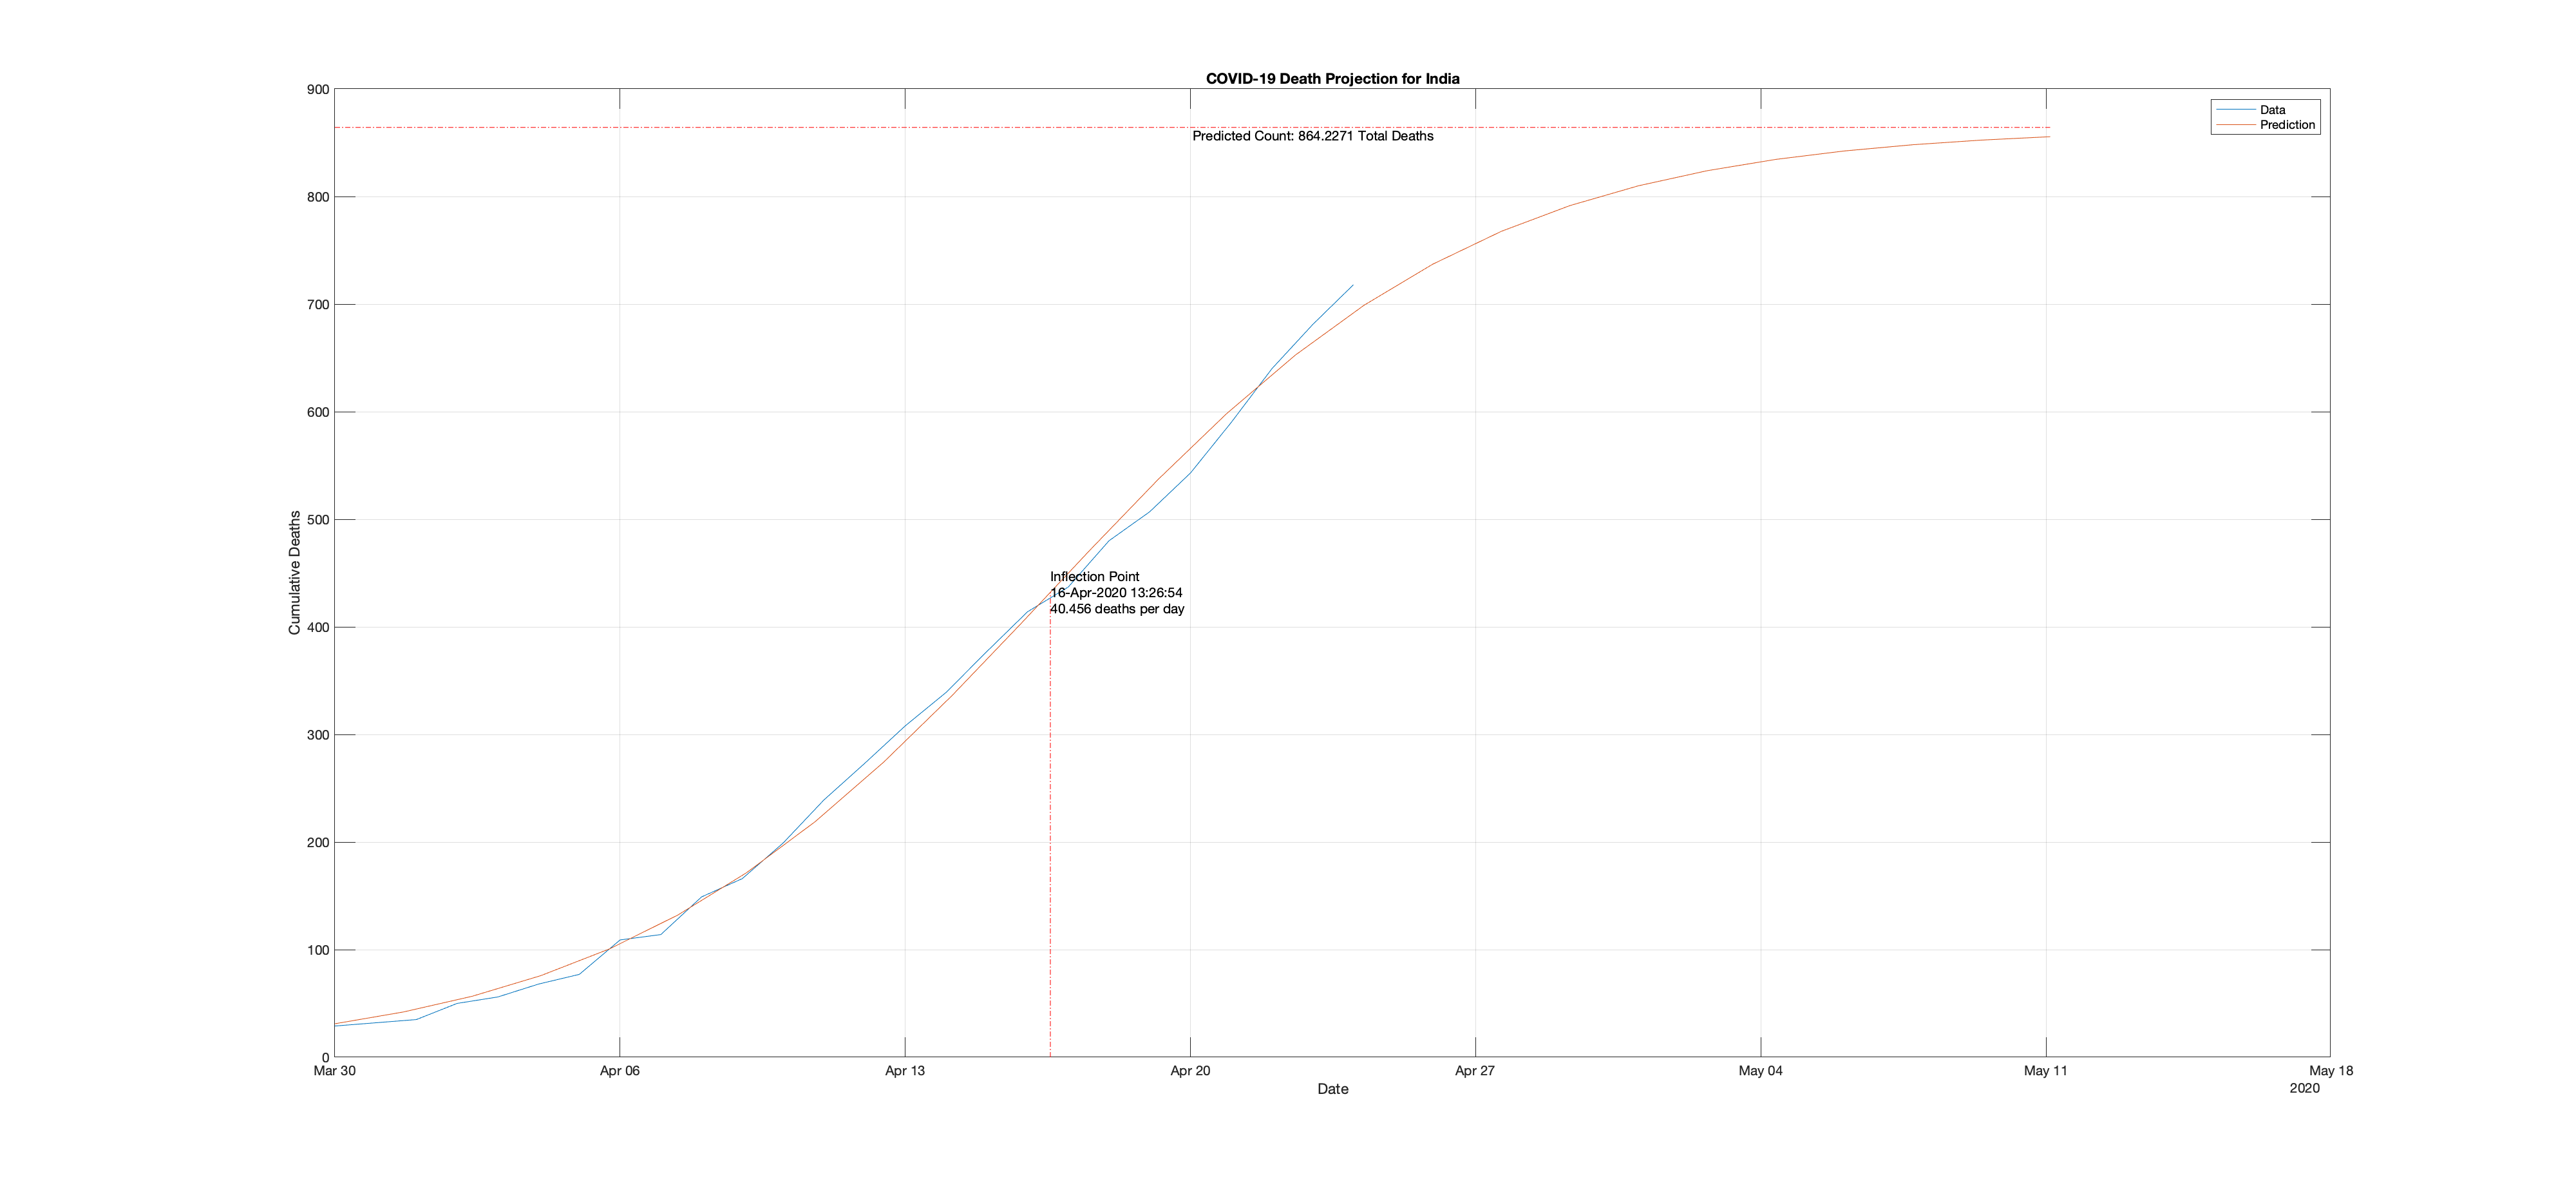 COVID-19 Death Projection for India
900
800
700
600
500
400
300
200
100
0
Cumulative Deaths
Data
Prediction
Predicted Count: 864.2271 Total Deaths
Inflection Point
16-Apr-2020 13:26:54
40.456 deaths per day
Mar 30 Apr 06 Apr 13 Apr 20 Apr 27 May 04 May 11 May 18
2020
Date